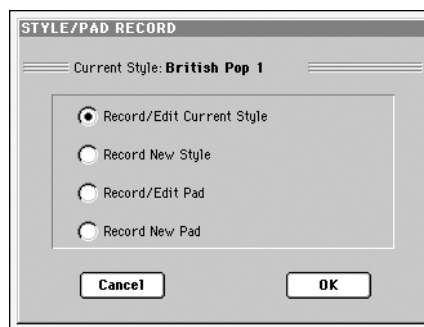 STYLE/PAD RECORD
Current Style: British Pop 1
Record/Edit Current Style
Record New Style
Record/Edit Pad
Record New Pad
Cancel OK